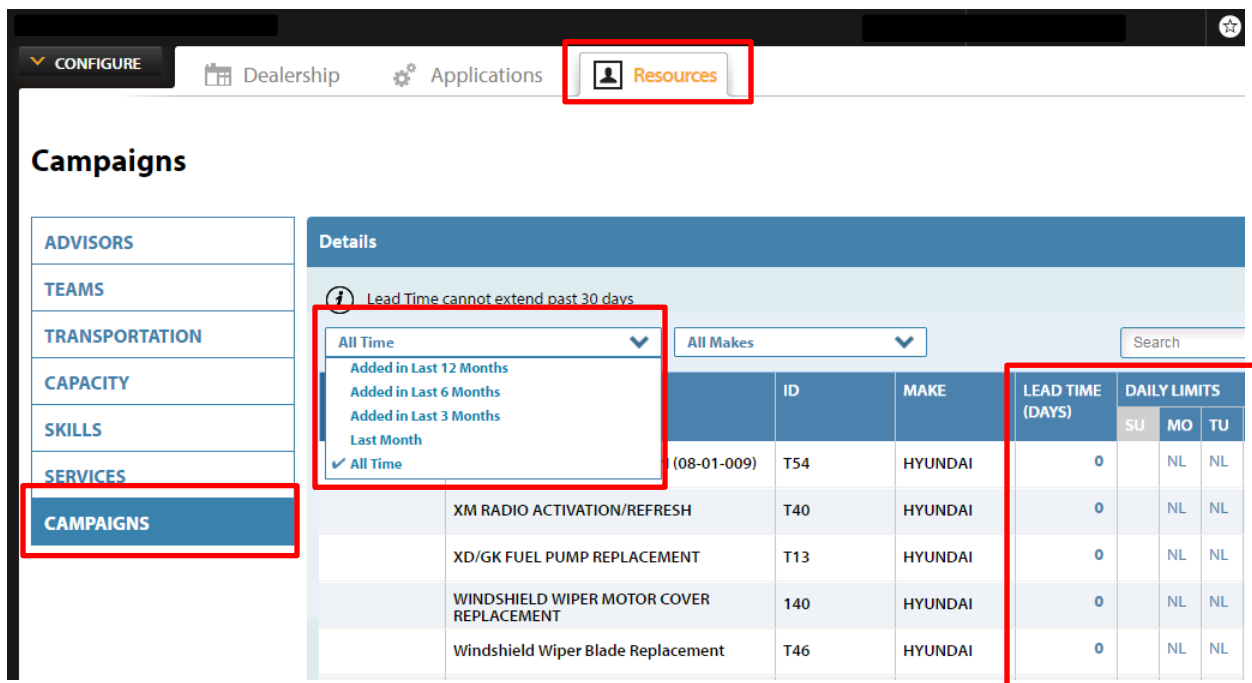 CONFIGURE
Dealership
Applications
Resources
Campaigns
ADVISORS
TEAMS
TRANSPORTATION
CAPACITY
SKILLS
SERVICES
CAMPAIGNS
Details
Lead Time cannot extend past 30 days
All Time
All Makes
Search
Added in Last 12 Months
Added in Last 6 Months
Added in Last 3 Months
Last Month
All Time
ID
MAKE
LEAD TIME
(DAYS)
DAILY LIMITS
SU MO TU
(08-01-009) T54 HYUNDAI 0 NL NL
XM RADIO ACTIVATION/REFRESH T40 HYUNDAI 0 NL NL
XD/GK FUEL PUMP REPLACEMENT T13 HYUNDAI 0 NL NL
WINDSHIELD WIPER MOTOR COVER
REPLACEMENT 140 HYUNDAI 0 NL NL
Windshield Wiper Blade Replacement T46 HYUNDAI 0 NL NL